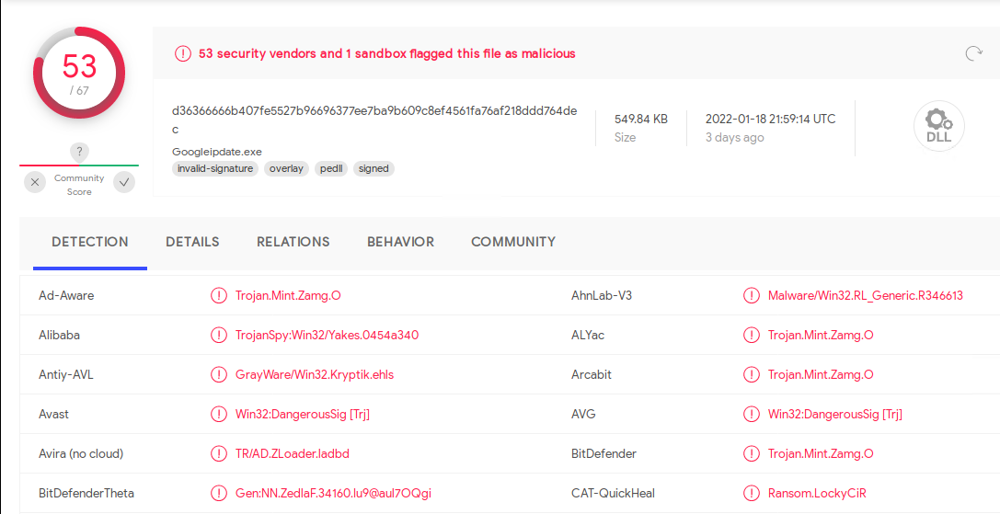 53
/ 67
?
Community
Score
53 security vendors and 1 sandbox flagged this file as malicious
d36366666b407fe5527b96696377ee7ba9b609c8ef4561fa76af218ddd764de
c
Googleipdate.exe
invalid-signature overlay pedll signed
549.84 KB
Size
2022-01-18 21:59:14 UTC
3 days ago
DLL
DETECTION DETAILS RELATIONS BEHAVIOR COMMUNITY
Ad-Aware Trojan.Mint.Zamg.O AhnLab-V3 Malware/Win32.RL_Generic.R346613
Alibaba TrojanSpy:Win32/Yakes.0454a340 ALYac Trojan.Mint.Zamg.O
Antiy-AVL GrayWare/Win32.Kryptik.ehls Arcabit Trojan.Mint.Zamg.O
Avast Win32:DangerousSig [Trj] AVG Win32:DangerousSig [Trj]
Avira (no cloud) TR/AD.ZLoader.ladbd BitDefender Trojan.Mint.Zamg.O
BitDefenderTheta Gen:NN.ZedlaF.34160.Iu9@aul7OQgi CAT-QuickHeal Ransom.LockyCiR